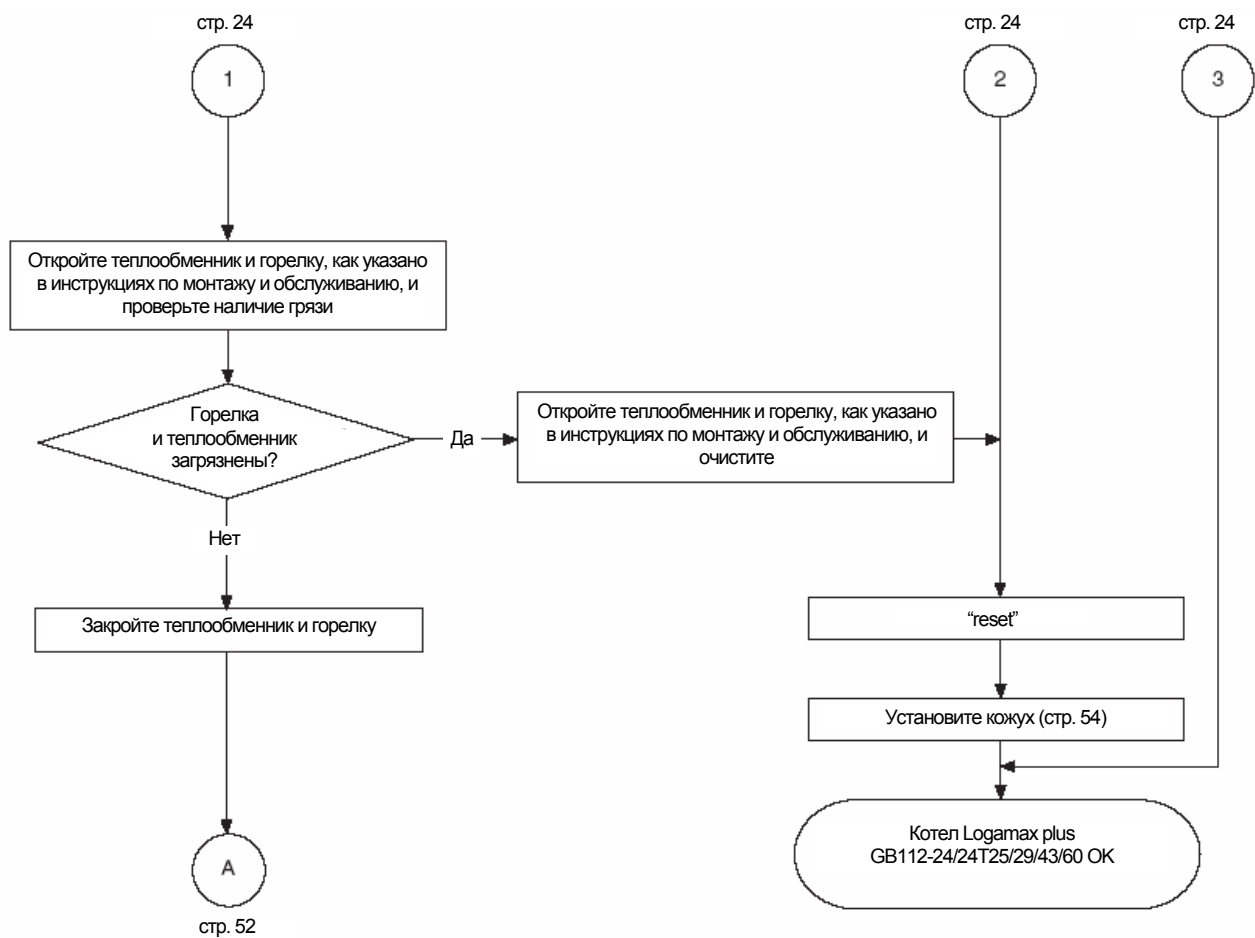 стр. 24
стр. 24
стр. 24
1
2
3
Откройте теплообменник и горелку, как указано
в инструкциях по монтажу и обслуживанию, и
проверьте наличие грязи
Горелка
и теплообменник
загрязнены?
Да
Откройте теплообменник и горелку, как указано
в инструкциях по монтажу и обслуживанию, и
очистите
Нет
Закройте теплообменник и горелку
“reset”
Установите кожух (стр. 54)
Котел Logamax plus
GB112-24/24T25/29/43/60 OK
A
стр. 52